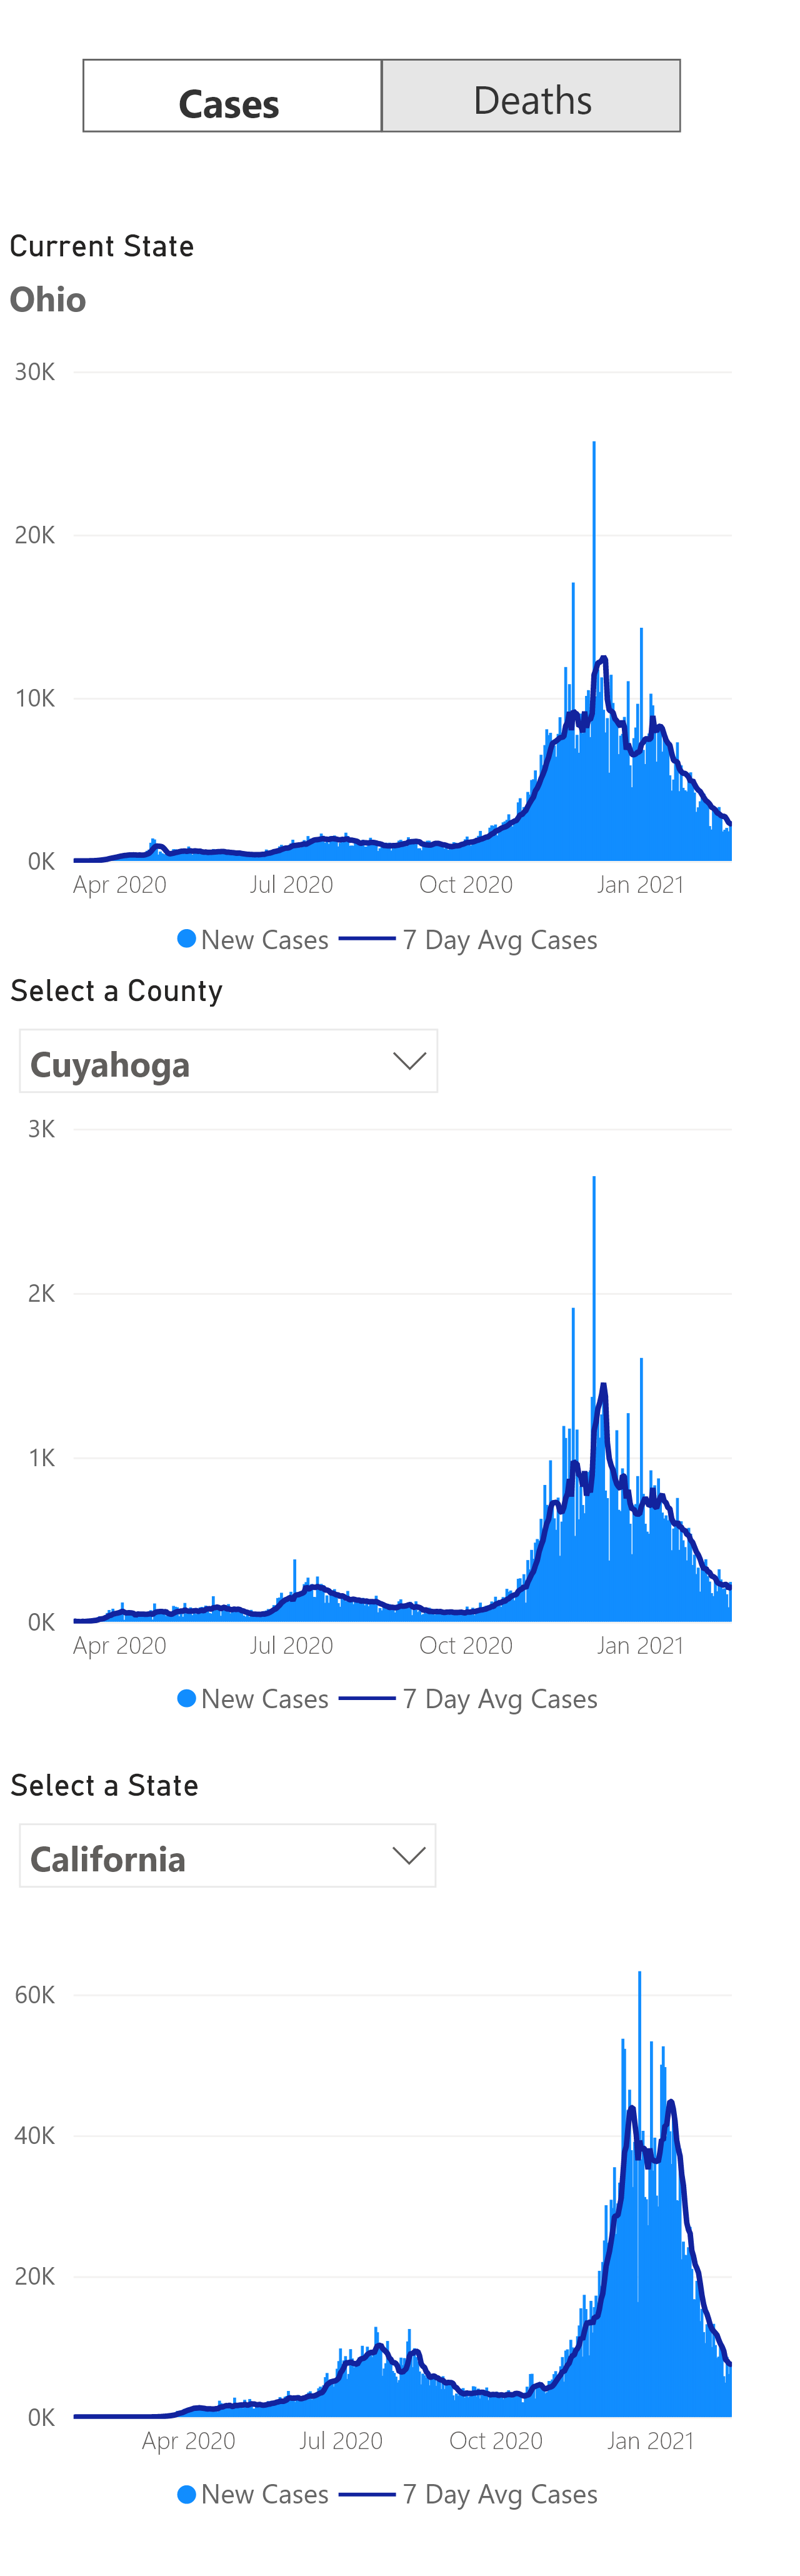 Cases Deaths
Current State
Ohio
30K
20K
10K
0K
Apr 2020 Jul 2020 Oct 2020 Jan 2021
New Cases 7 Day Avg Cases
Select a County
Cuyahoga
3K
2K
1K
0K
Apr 2020 Jul 2020 Oct 2020 Jan 2021
New Cases 7 Day Avg Cases
Select a State
California
60K
40K
20K
0K
Apr 2020 Jul 2020 Oct 2020 Jan 2021
New Cases 7 Day Avg Cases